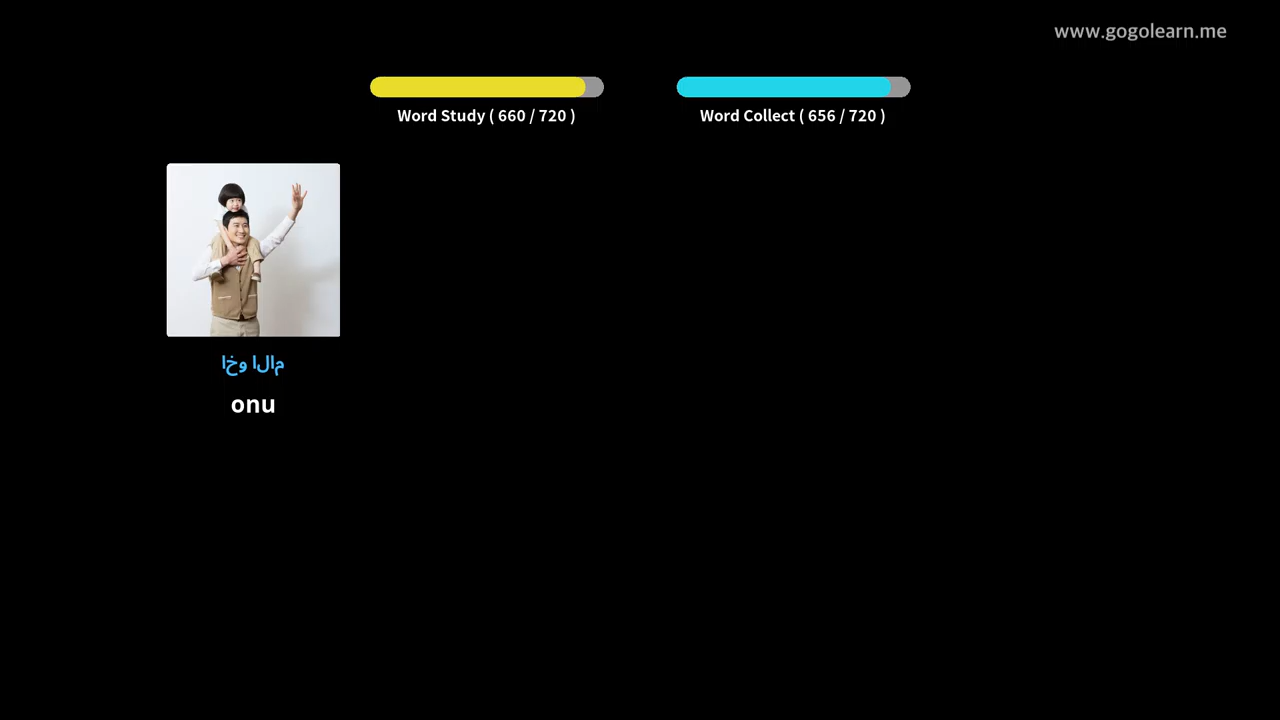 www.gogolearn.me
Word Study ( 660 / 720 )
Word Collect ( 656 / 720 )
اخو الام
onu